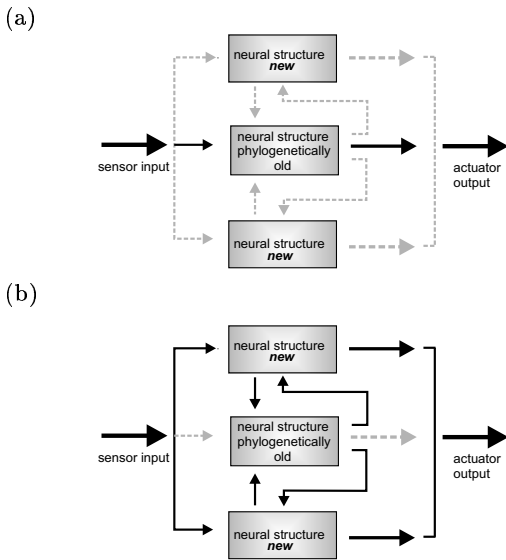 (a)
neural structure
new
neural structure
phylogenetically
old
sensor input
actuator
output
neural structure
new
(b)
neural structure
new
neural structure
phylogenetically
old
sensor input
actuator
output
neural structure
new